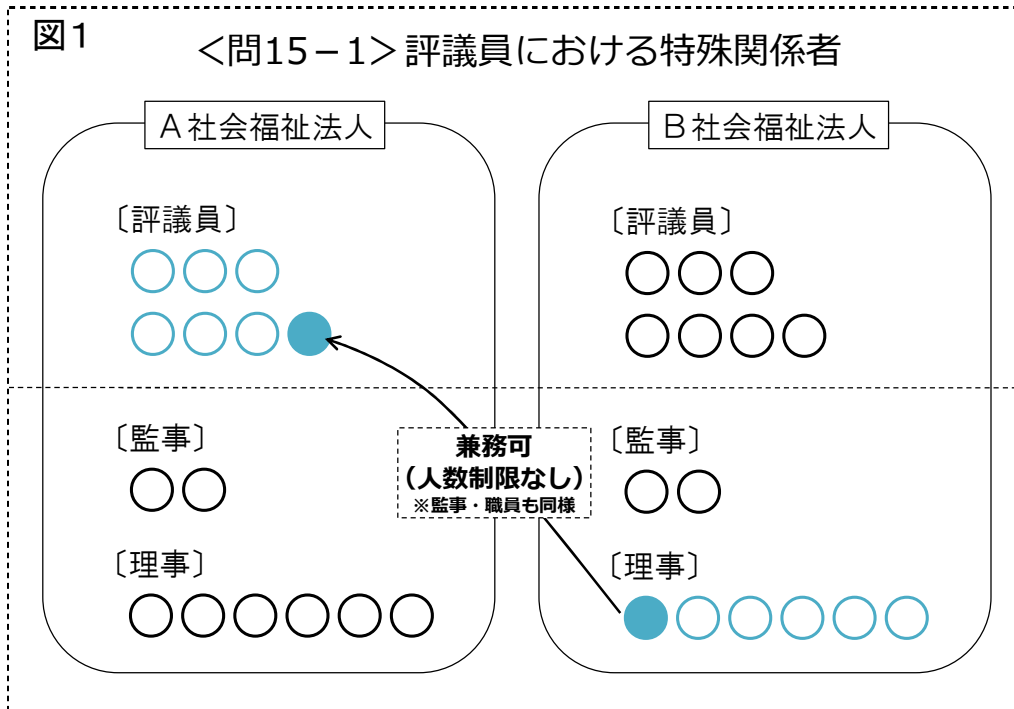 図1
<問15-1>評議員における特殊関係者
A社会福祉法人
B社会福祉法人
〔評議員〕
〔評議員〕
兼務可
(人数制限なし)
※監事・職員も同様
〔監事〕
〔監事〕
〔理事〕
〔理事〕